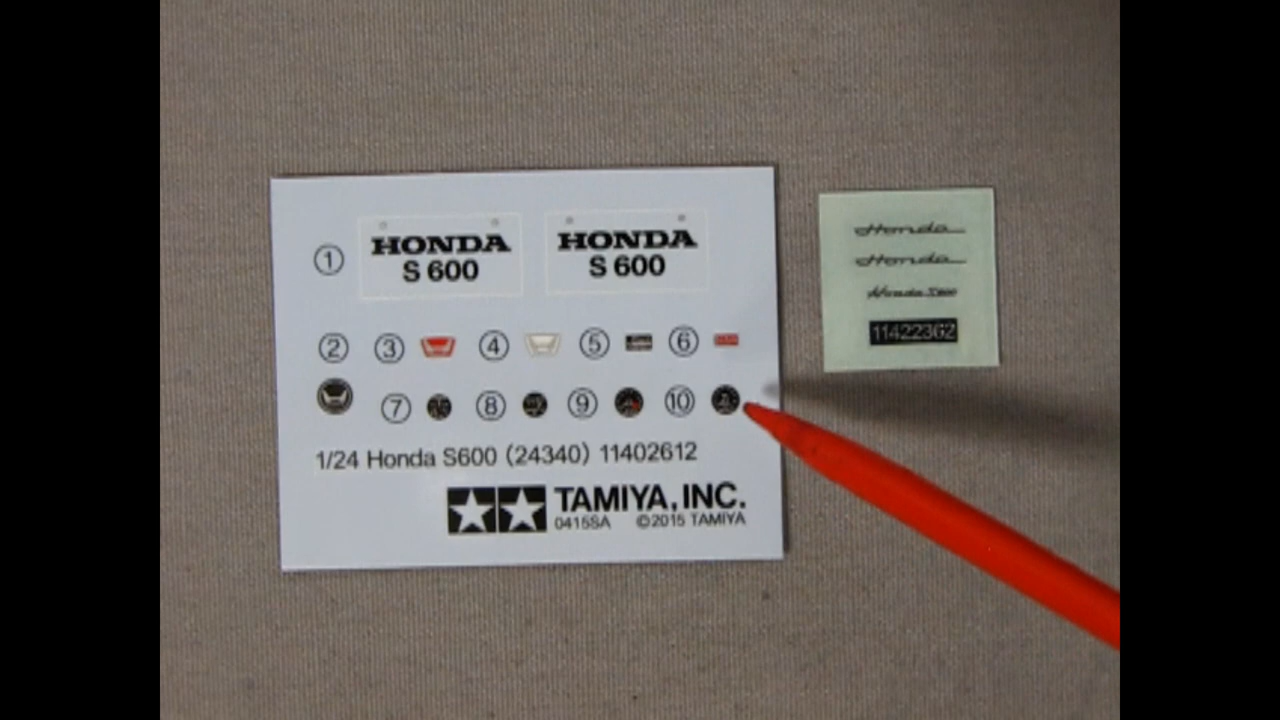 ① HONDA HONDA
S 600 S 600
② ③ ④ ⑤ ⑥
⑦ ⑧ ⑨ ⑩
1/24 Honda S600 (24340) 11402612
TAMIYA, INC.
0415SA ©2015 TAMIYA
Honda
Honda
Honda S600
11422362